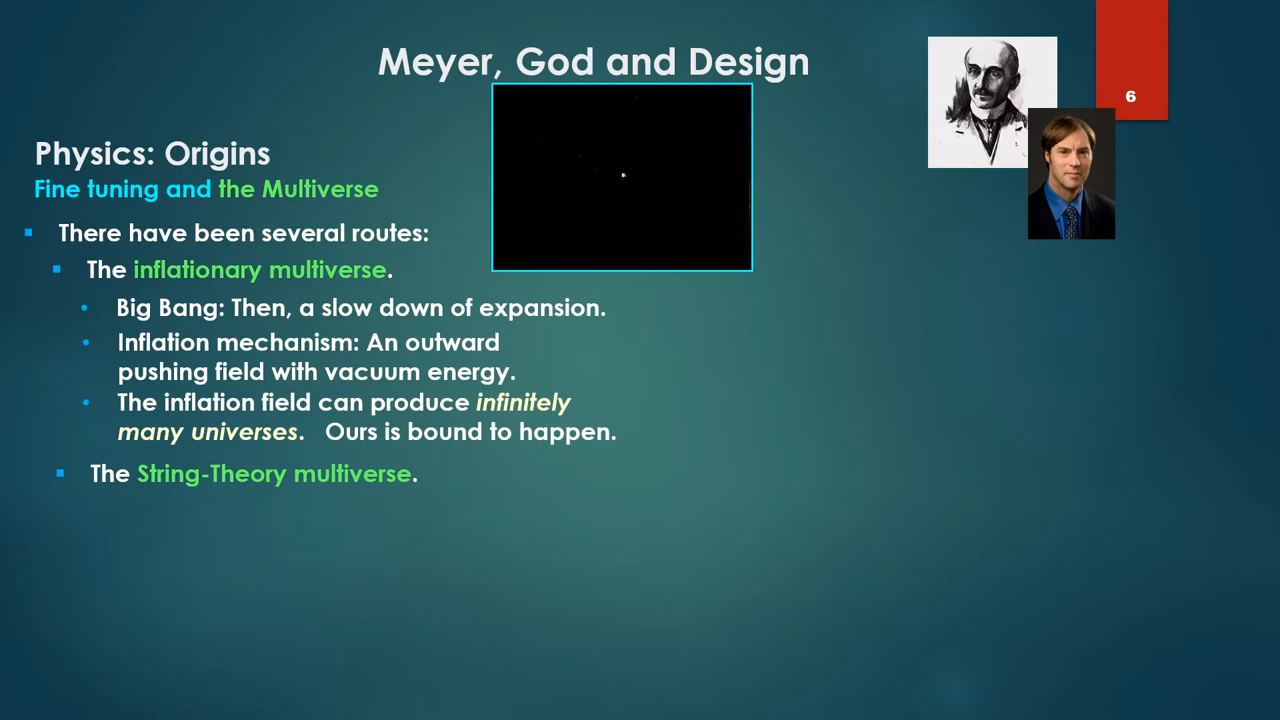 Meyer, God and Design
6
Physics: Origins
Fine tuning and the Multiverse
There have been several routes:
The inflationary multiverse.
Big Bang: Then, a slow down of expansion.
Inflation mechanism: An outward
pushing field with vacuum energy.
The inflation field can produce infinitely
many universes. Ours is bound to happen.
The String-Theory multiverse.